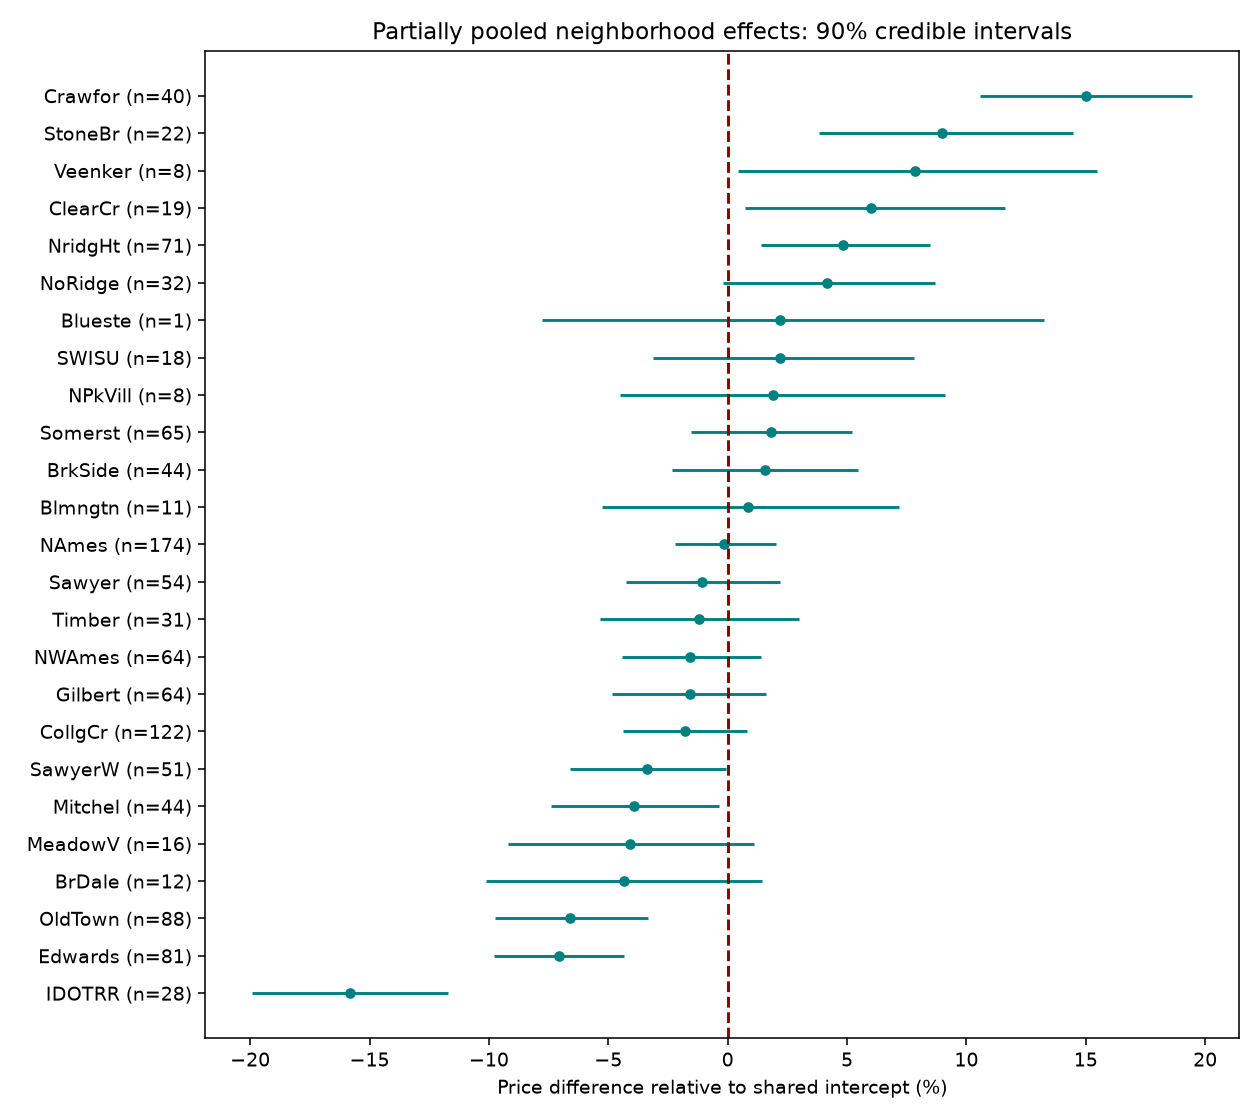 Partially pooled neighborhood effects: 90% credible intervals
Crawfor (n=40)
StoneBr (n=22)
Veenker (n=8)
ClearCr (n=19)
NridgHt (n=71)
NoRidge (n=32)
Blueste (n=1)
SWISU (n=18)
NPkVill (n=8)
Somerst (n=65)
BrkSide (n=44)
Blmngtn (n=11)
NAmes (n=174)
Sawyer (n=54)
Timber (n=31)
NWAmes (n=64)
Gilbert (n=64)
CollgCr (n=122)
SawyerW (n=51)
Mitchel (n=44)
MeadowV (n=16)
BrDale (n=12)
OldTown (n=88)
Edwards (n=81)
IDOTRR (n=28)
−20 −15 −10 −5 0 5 10 15 20
Price difference relative to shared intercept (%)